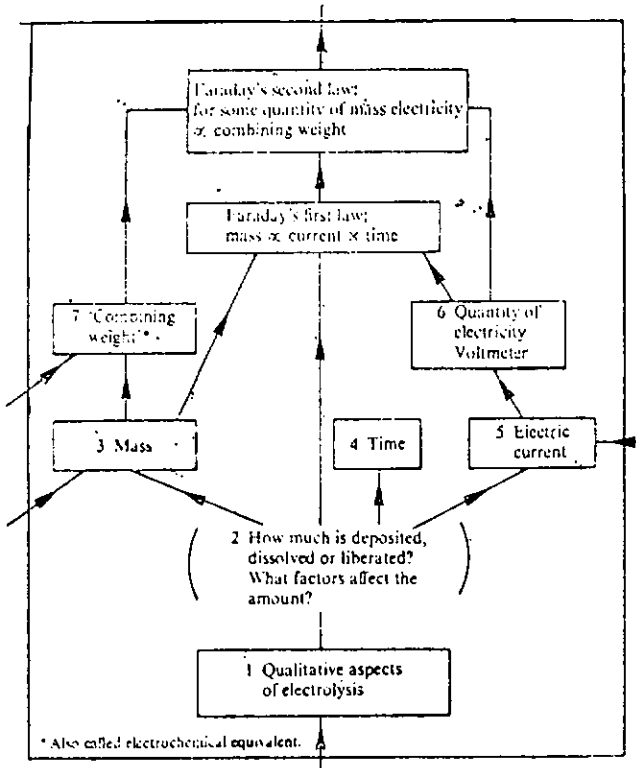 Faraday's second law:
for some quantity of mass electricity
∝ combining weight
Faraday's first law:
mass ∝ current × time
7 'Combining
weight'*
6 Quantity of
electricity
Voltmeter
3 Mass
4 Time
5 Electric
current
2 How much is deposited,
dissolved or liberated?
What factors affect the
amount?
1 Qualitative aspects
of electrolysis
* Also called electrochemical equivalent.